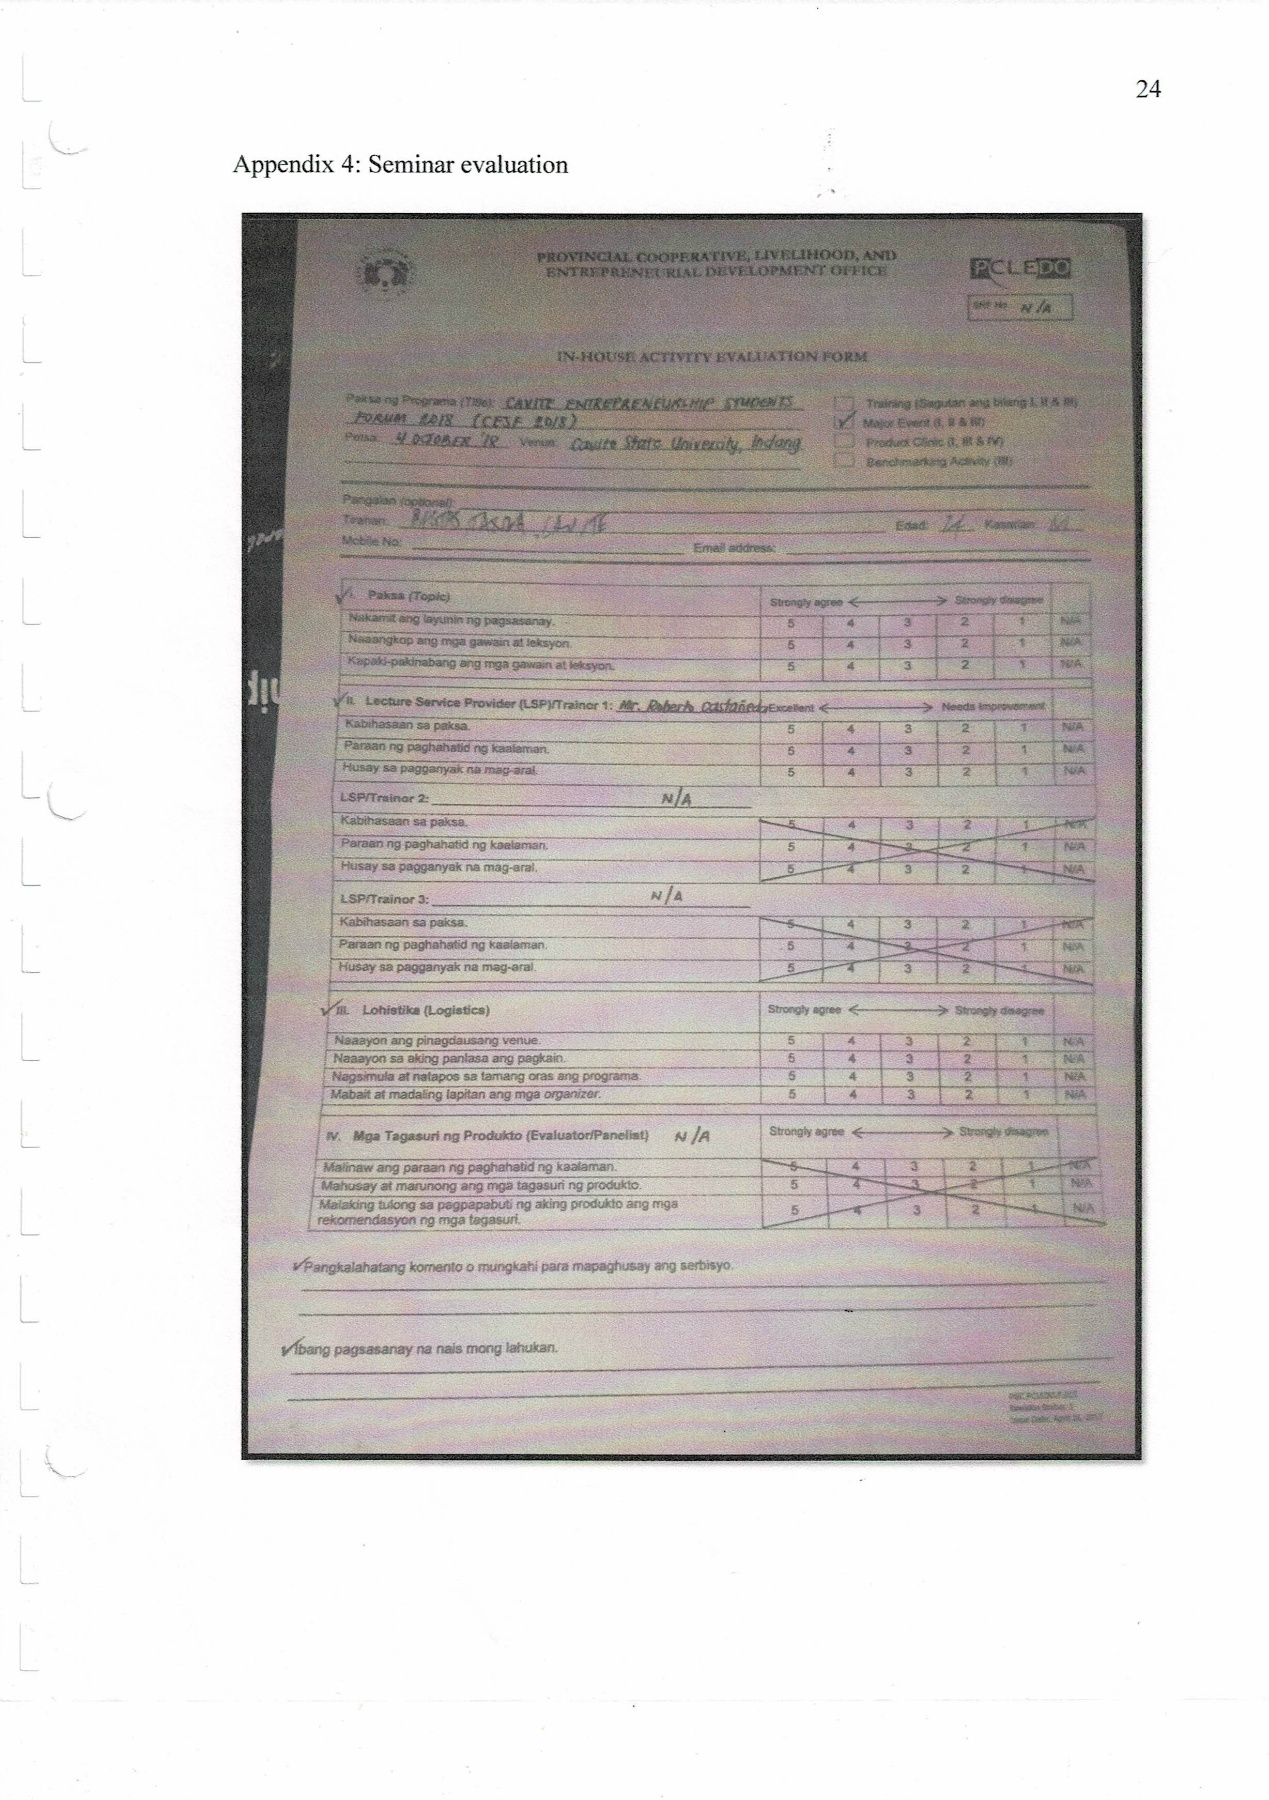 24
Appendix 4: Seminar evaluation
PROVINCIAL COOPERATIVE, LIVELIHOOD, AND
ENTREPRENEURIAL DEVELOPMENT OFFICE
PCLEDO
N/A
IN-HOUSE ACTIVITY EVALUATION FORM
Paksa ng Programa (Title): CAVITE ENTREPRENEURSHIP STUDENTS
FORUM 2018 (CESF 2018)
Petsa: 4 OCTOBER '18 Venue: Cavite State University, Indang
Training (Sagutan ang bilang I, II & III)
✓ Major Event (I, II & III)
Product Clinic (I, III & IV)
Benchmarking Activity (III)
Pangalan (optional):
Tirahan: CAVITE Edad: Kasarian: M
Mobile No: Email address:
✓ I. Paksa (Topic) Strongly agree <-----> Strongly disagree
Nakamit ang layunin ng pagsasanay. 5 4 3 2 1 N/A
Naaangkop ang mga gawain at leksyon. 5 4 3 2 1 N/A
Kapaki-pakinabang ang mga gawain at leksyon. 5 4 3 2 1 N/A
✓ II. Lecture Service Provider (LSP)/Trainor 1: Mr. Roberto Castañeda Excellent <-----> Needs Improvement
Kabihasaan sa paksa. 5 4 3 2 1 N/A
Paraan ng paghahatid ng kaalaman. 5 4 3 2 1 N/A
Husay sa pagganyak na mag-aral. 5 4 3 2 1 N/A
LSP/Trainor 2: N/A
Kabihasaan sa paksa. 5 4 3 2 1 N/A
Paraan ng paghahatid ng kaalaman. 5 4 3 2 1 N/A
Husay sa pagganyak na mag-aral. 5 4 3 2 1 N/A
LSP/Trainor 3: N/A
Kabihasaan sa paksa. 5 4 3 2 1 N/A
Paraan ng paghahatid ng kaalaman. 5 4 3 2 1 N/A
Husay sa pagganyak na mag-aral. 5 4 3 2 1 N/A
✓ III. Lohistika (Logistics) Strongly agree <-----> Strongly disagree
Naaayon ang pinagdausang venue. 5 4 3 2 1 N/A
Naaayon sa aking panlasa ang pagkain. 5 4 3 2 1 N/A
Nagsimula at natapos sa tamang oras ang programa. 5 4 3 2 1 N/A
Mabait at madaling lapitan ang mga organizer. 5 4 3 2 1 N/A
IV. Mga Tagasuri ng Produkto (Evaluator/Panelist) N/A Strongly agree <-----> Strongly disagree
Malinaw ang paraan ng paghahatid ng kaalaman. 5 4 3 2 1 N/A
Mahusay at marunong ang mga tagasuri ng produkto. 5 4 3 2 1 N/A
Malaking tulong sa pagpapabuti ng aking produkto ang mga 5 4 3 2 1 N/A
rekomendasyon ng mga tagasuri.
✓ Pangkalahatang komento o mungkahi para mapaghusay ang serbisyo.
✓ Ibang pagsasanay na nais mong lahukan.